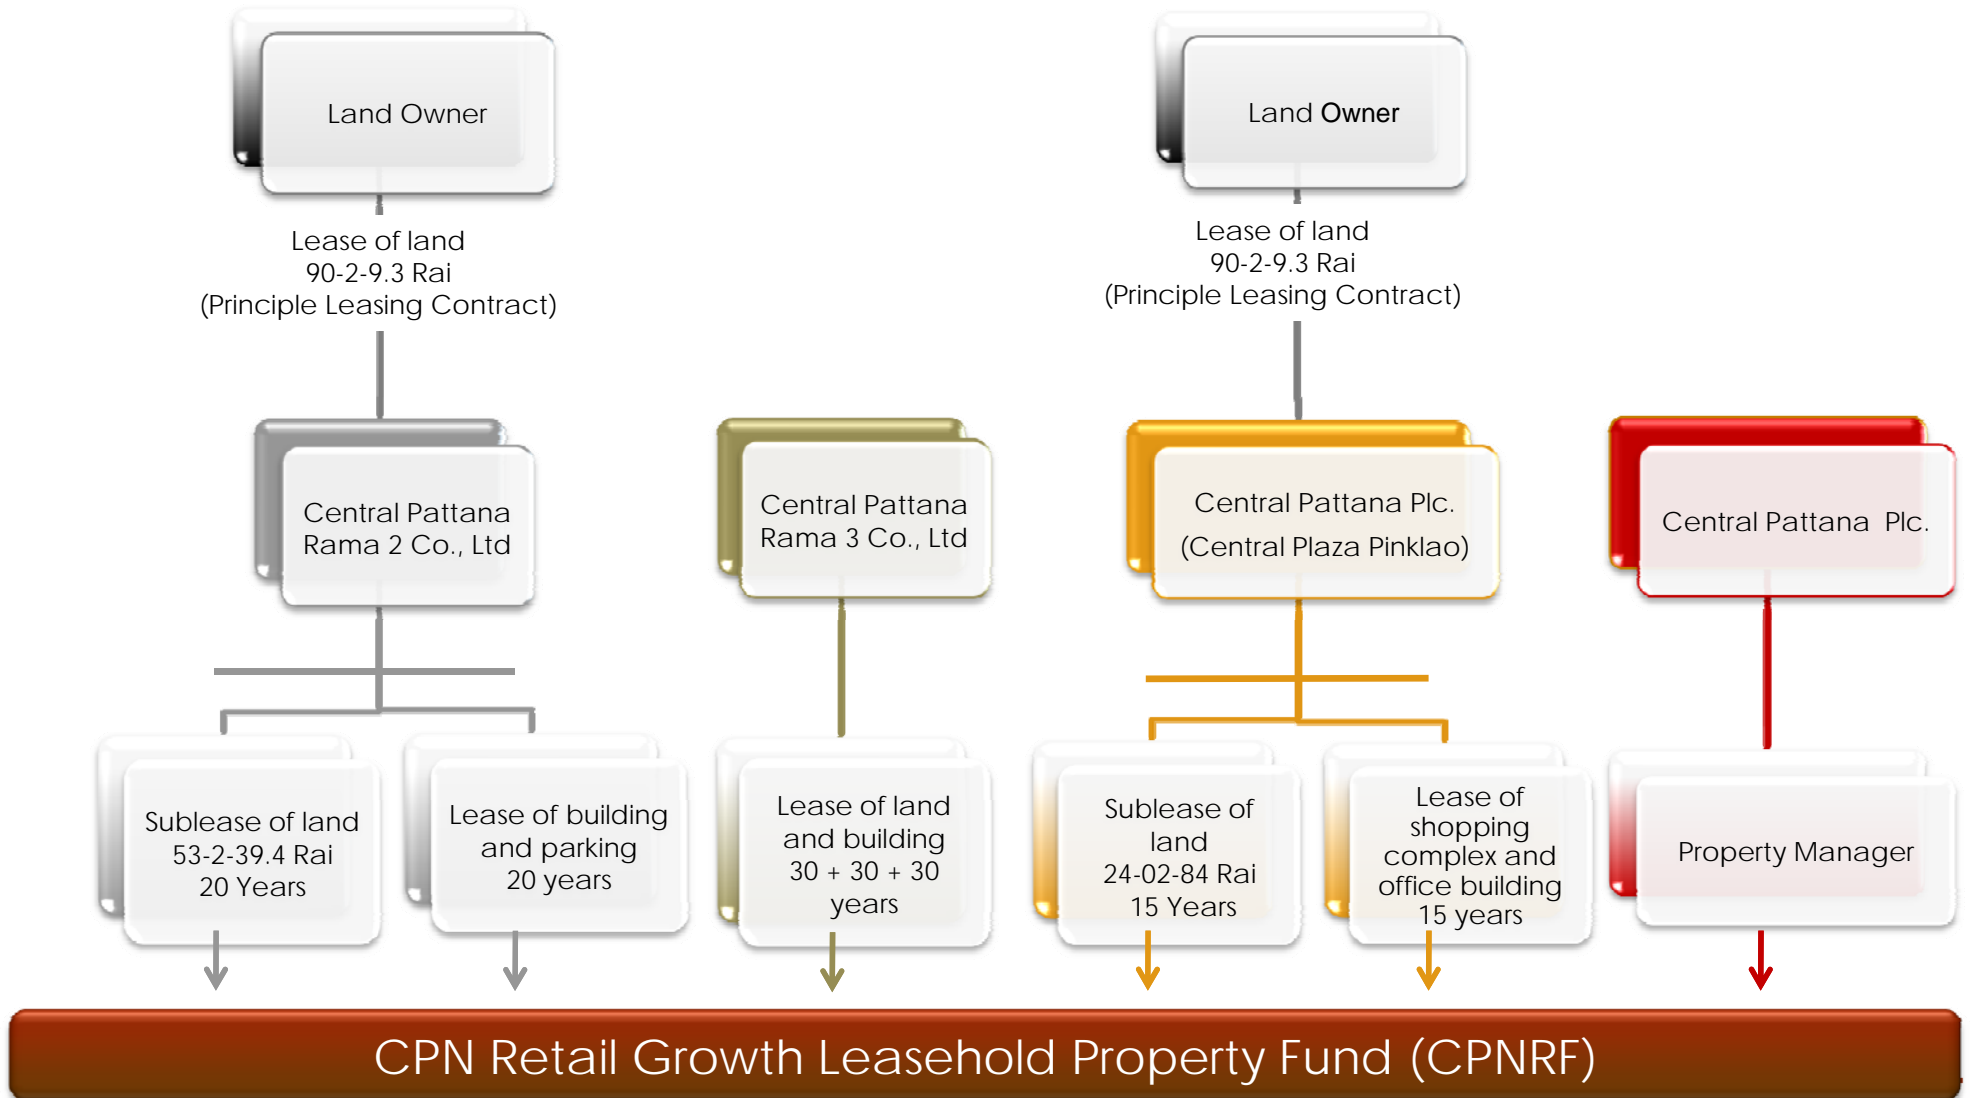 Land Owner
Lease of land
90-2-9.3 Rai
(Principle Leasing Contract)
Land Owner
Lease of land
90-2-9.3 Rai
(Principle Leasing Contract)
Central Pattana
Rama 2 Co., Ltd
Central Pattana
Rama 3 Co., Ltd
Central Pattana Plc.
(Central Plaza Pinklao)
Central Pattana Plc.
Sublease of land
53-2-39.4 Rai
20 Years
Lease of building
and parking
20 years
Lease of land
and building
30 + 30 + 30
years
Sublease of
land
24-02-84 Rai
15 Years
Lease of
shopping
complex and
office building
15 years
Property Manager
CPN Retail Growth Leasehold Property Fund (CPNRF)